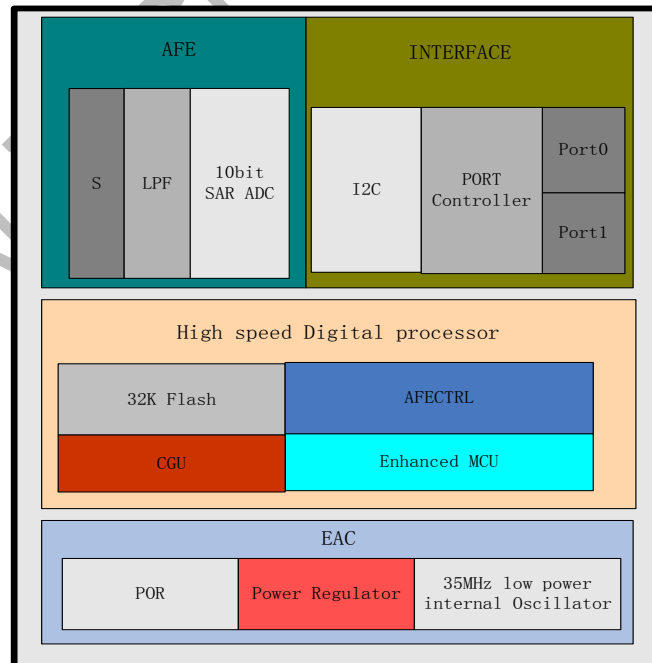 AFE
INTERFACE
S
LPF
10bit
SAR ADC
I2C
PORT
Controller
Port0
Port1
High speed Digital processor
32K Flash
AFECTRL
CGU
Enhanced MCU
EAC
POR
Power Regulator
35MHz low power
internal Oscillator